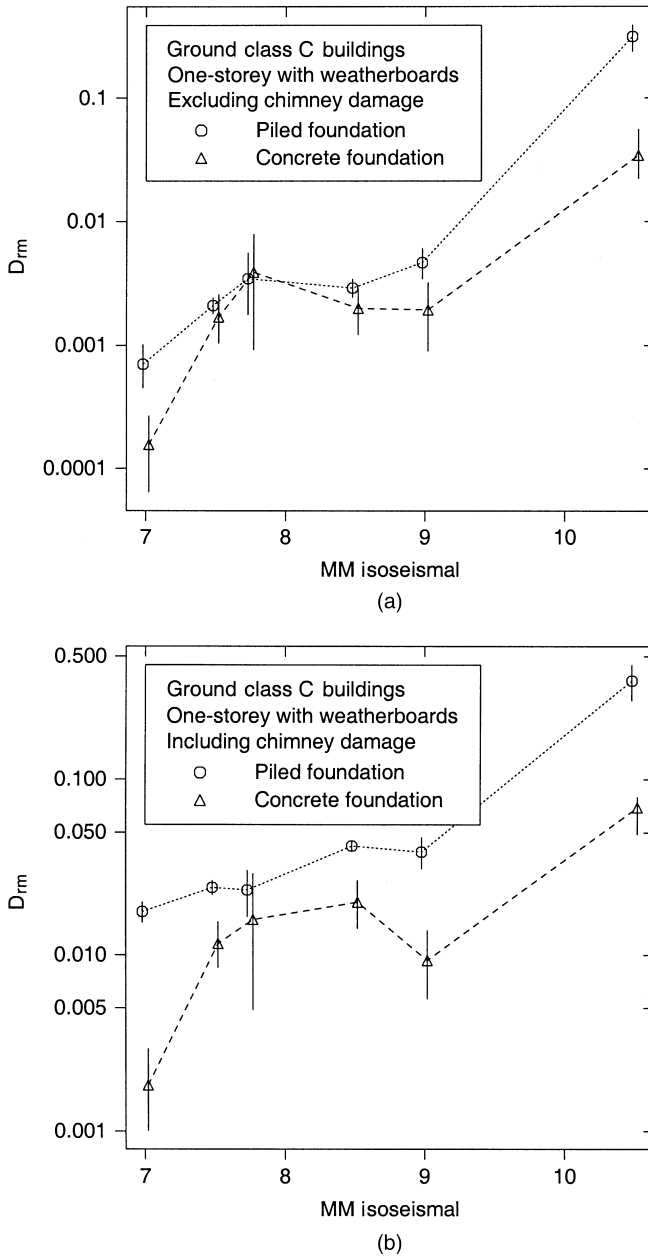 Ground class C buildings
One-storey with weatherboards
Excluding chimney damage
Piled foundation
Concrete foundation
0.1
0.01
0.001
0.0001
D_rm
7 8 9 10
MM isoseismal
(a)
0.500
Ground class C buildings
One-storey with weatherboards
Including chimney damage
Piled foundation
Concrete foundation
0.100
0.050
0.010
0.005
0.001
D_rm
7 8 9 10
MM isoseismal
(b)